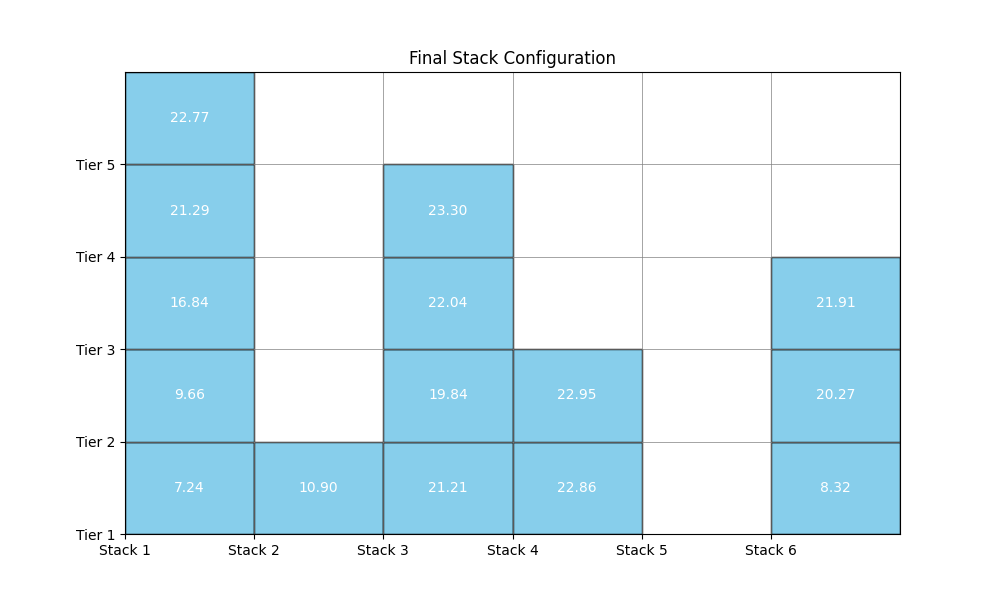 Final Stack Configuration
22.77
Tier 5
21.29 23.30
Tier 4
16.84 22.04 21.91
Tier 3
9.66 19.84 22.95 20.27
Tier 2
7.24 10.90 21.21 22.86 8.32
Tier 1
Stack 1 Stack 2 Stack 3 Stack 4 Stack 5 Stack 6